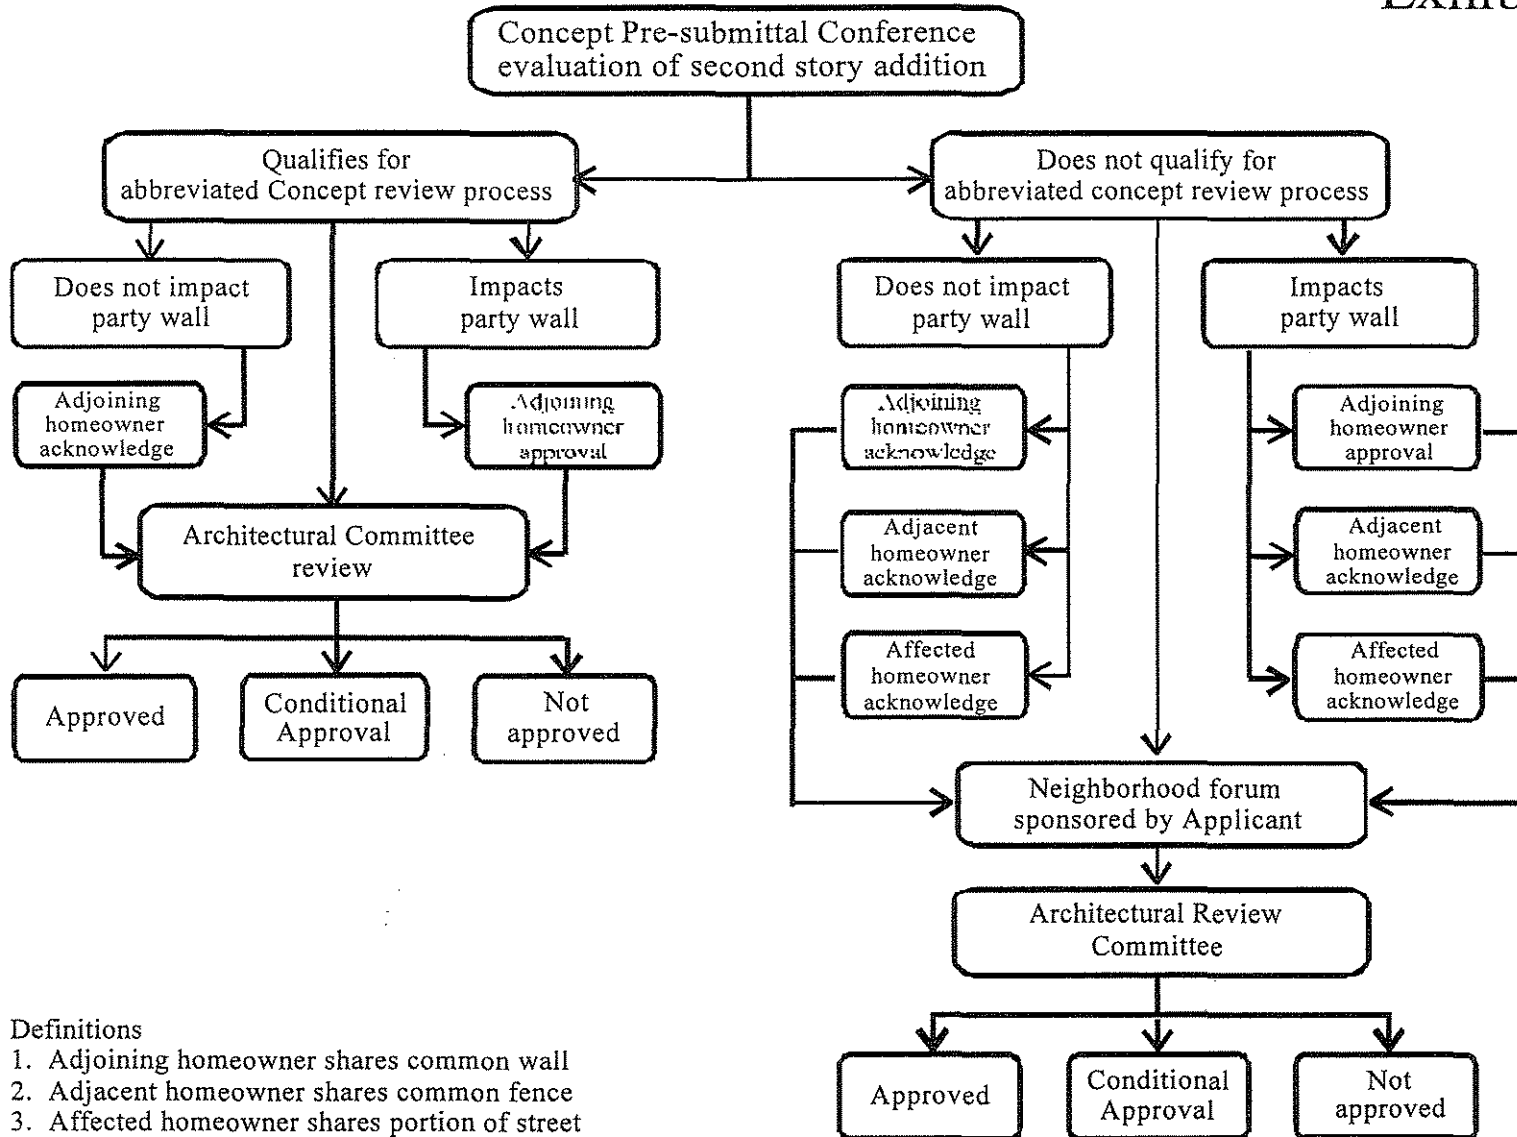 Concept Pre-submittal Conference
evaluation of second story addition
Qualifies for
abbreviated Concept review process
Does not impact
party wall
Impacts
party wall
Adjoining
homeowner
acknowledge
Adjoining
homeowner
approval
Architectural Committee
review
Approved
Conditional
Approval
Not
approved
Does not qualify for
abbreviated concept review process
Does not impact
party wall
Impacts
party wall
Adjoining
homeowner
acknowledge
Adjacent
homeowner
acknowledge
Affected
homeowner
acknowledge
Adjoining
homeowner
approval
Adjacent
homeowner
acknowledge
Affected
homeowner
acknowledge
Neighborhood forum
sponsored by Applicant
Architectural Review
Committee
Approved
Conditional
Approval
Not
approved
Definitions
1. Adjoining homeowner shares common wall
2. Adjacent homeowner shares common fence
3. Affected homeowner shares portion of street